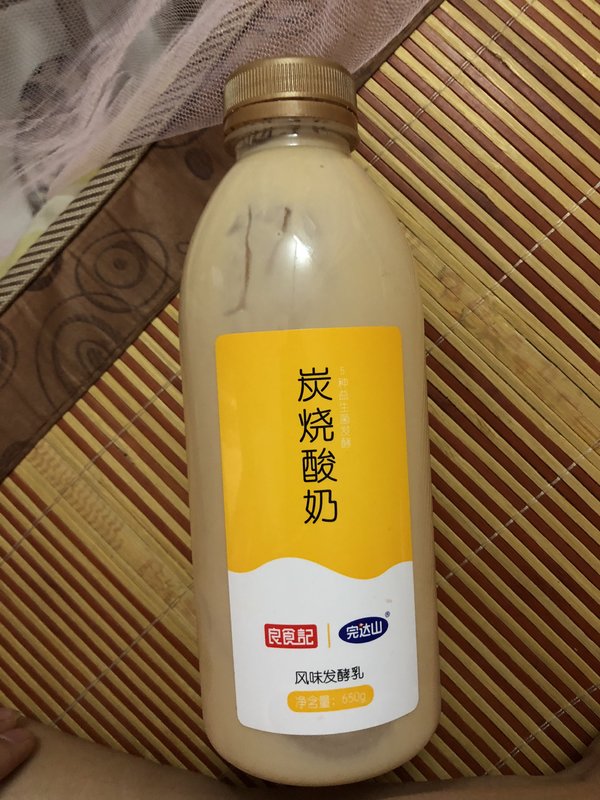 炭烧酸奶
5种益生菌发酵
良食記
完达山®
风味发酵乳
净含量：650g